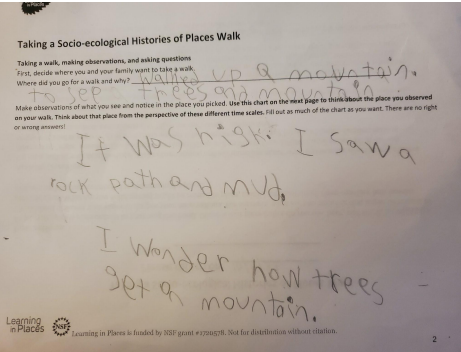 in Places
Taking a Socio-ecological Histories of Places Walk
Taking a walk, making observations, and asking questions
First, decide where you and your family want to take a walk.
Where did you go for a walk and why? walked up a mountain.
to see trees and mountain.
Make observations of what you see and notice in the place you picked. Use this chart on the next page to think about the place you observed
on your walk. Think about that place from the perspective of these different time scales. Fill out as much of the chart as you want. There are no right
or wrong answers!
It was high. I saw a
rock path and mud.
I wonder how trees
get on mountain.
Learning
in Places
NSF
Learning in Places is funded by NSF grant #1720578. Not for distribution without citation.
2